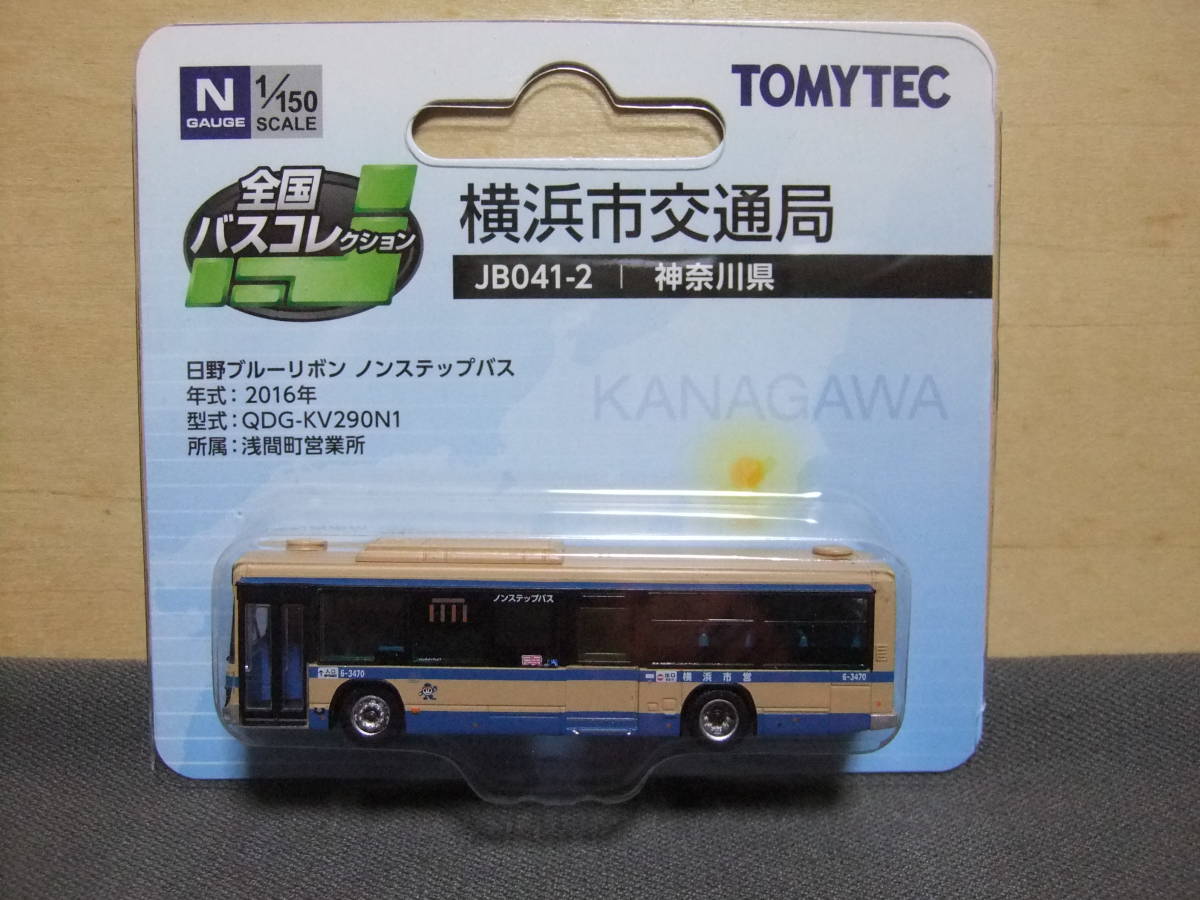 N
GAUGE
1/150
SCALE
TOMYTEC
全国
バスコレクション
横浜市交通局
JB041-2 | 神奈川県
日野ブルーリボン ノンステップバス
年式：2016年
型式：QDG-KV290N1
所属：浅間町営業所
KANAGAWA
ノンステップバス
入口
6-3470
出口
横浜市営
6-3470